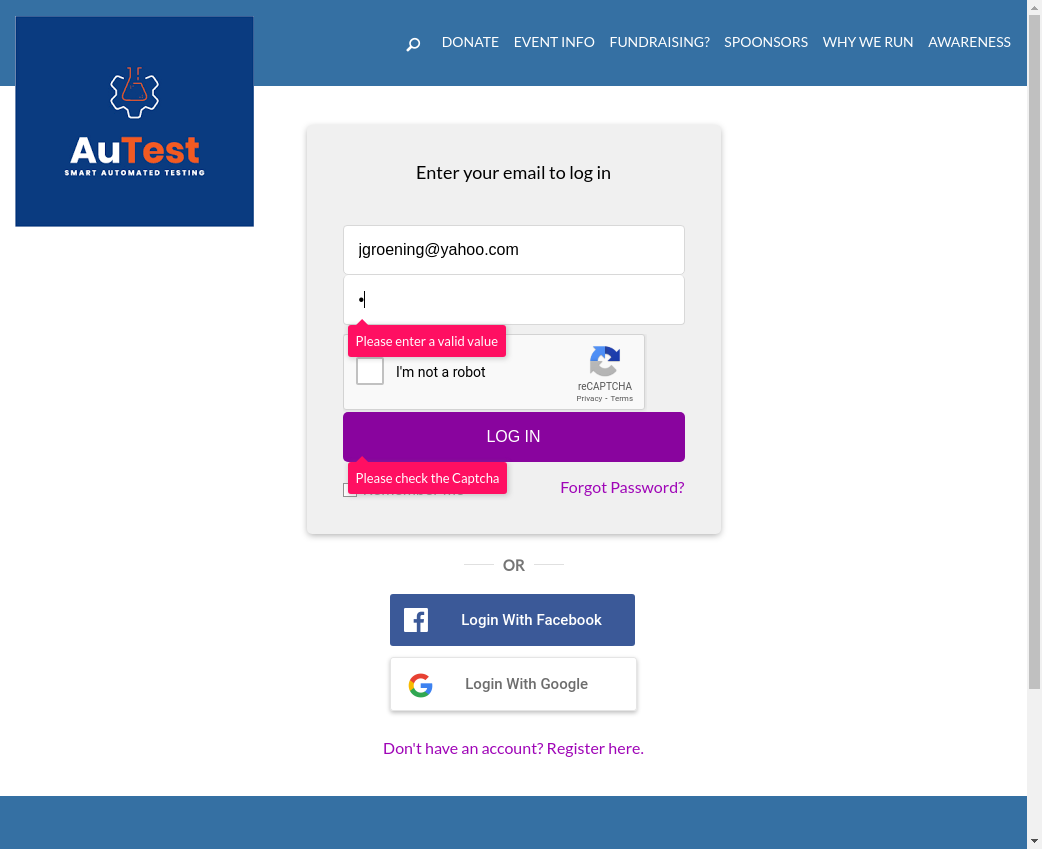 DONATE EVENT INFO FUNDRAISING? SPOONSORS WHY WE RUN AWARENESS
AuTest
SMART AUTOMATED TESTING
Enter your email to log in
jgroening@yahoo.com
•
Please enter a valid value
I'm not a robot
reCAPTCHA
Privacy - Terms
LOG IN
Please check the Captcha
Remember me
Forgot Password?
OR
Login With Facebook
Login With Google
Don't have an account? Register here.